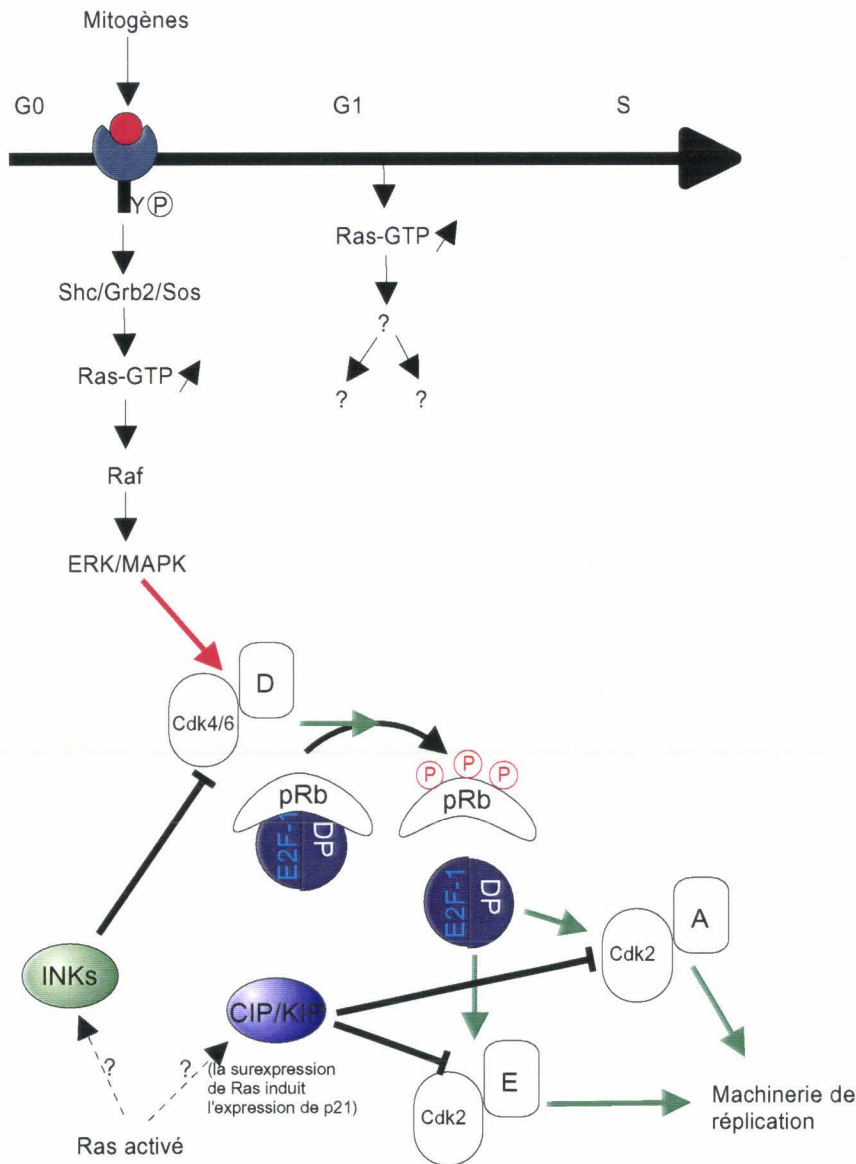 Mitogènes
G0
G1
S
Y P
Shc/Grb2/Sos
Ras-GTP
Raf
ERK/MAPK
Ras-GTP
?
? ?
D
Cdk4/6
pRb
E2F-1
DP
P P P
pRb
E2F-1
DP
A
Cdk2
INKs
CIP/KIP
? ?
(la surexpression
de Ras induit
l'expression de p21)
E
Cdk2
Machinerie de
réplication
Ras activé